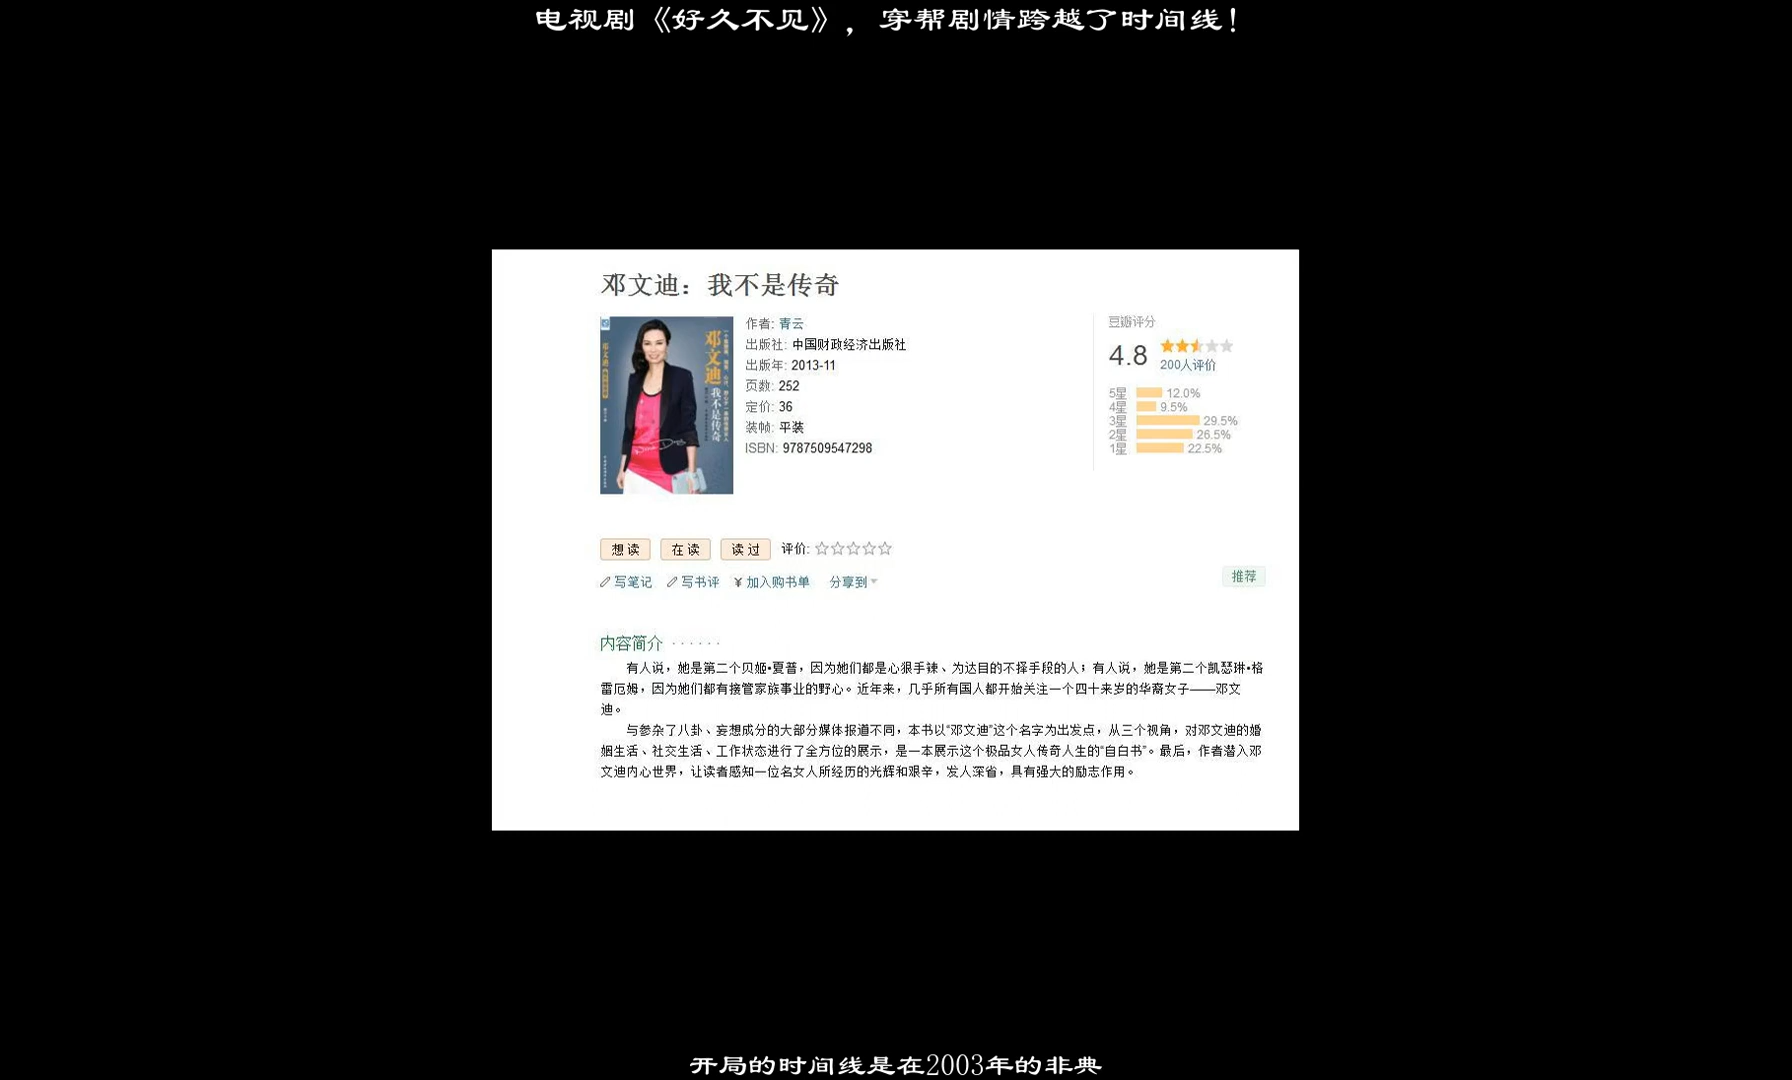 电视剧《好久不见》，穿帮剧情跨越了时间线！
邓文迪：我不是传奇
邓文迪
我不是传奇
作者: 青云
出版社: 中国财政经济出版社
出版年: 2013-11
页数: 252
定价: 36
装帧: 平装
ISBN: 9787509547298
豆瓣评分
4.8
200人评价
5星 12.0%
4星 9.5%
3星 29.5%
2星 26.5%
1星 22.5%
想读 在读 读过 评价:
写笔记 写书评 ¥加入购书单 分享到
推荐
内容简介 · · · · · ·
有人说，她是第二个贝姬•夏普，因为她们都是心狠手辣、为达目的不择手段的人；有人说，她是第二个凯瑟琳•格
雷厄姆，因为她们都有接管家族事业的野心。近年来，几乎所有国人都开始关注一个四十来岁的华裔女子——邓文
迪。
与参杂了八卦、妄想成分的大部分媒体报道不同，本书以“邓文迪”这个名字为出发点，从三个视角，对邓文迪的婚
姻生活、社交生活、工作状态进行了全方位的展示，是一本展示这个极品女人传奇人生的“自白书”。最后，作者潜入邓
文迪内心世界，让读者感知一位名女人所经历的光辉和艰辛，发人深省，具有强大的励志作用。
开局的时间线是在2003年的非典